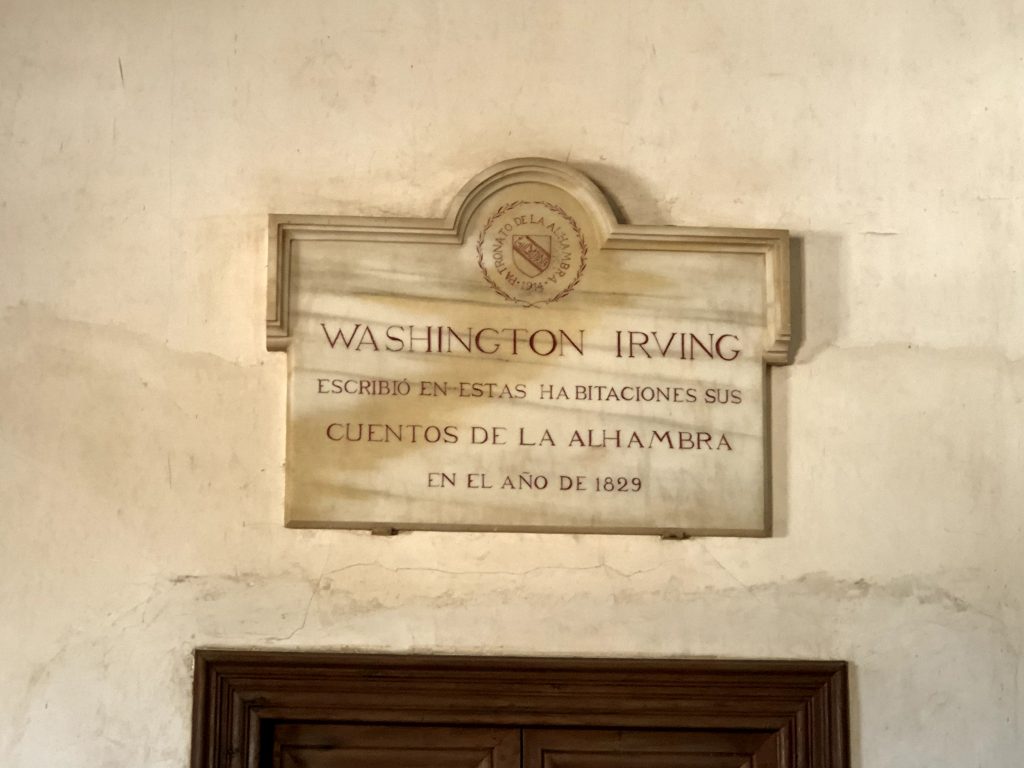 PATRONATO DE LA ALHAMBRA
· 1914 ·
WASHINGTON IRVING
ESCRIBIÓ EN ESTAS HABITACIONES SUS
CUENTOS DE LA ALHAMBRA
EN EL AÑO DE 1829